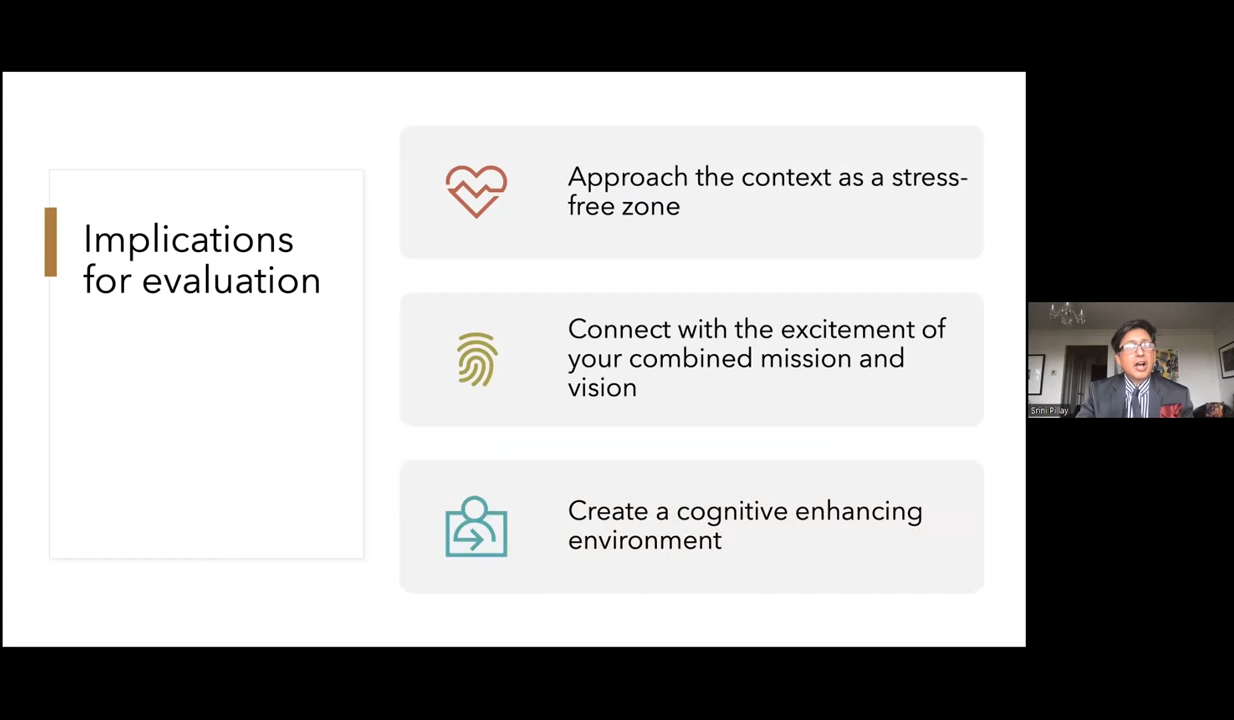 Implications
for evaluation
Approach the context as a stress-
free zone
Connect with the excitement of
your combined mission and
vision
Create a cognitive enhancing
environment
Srini Pillay